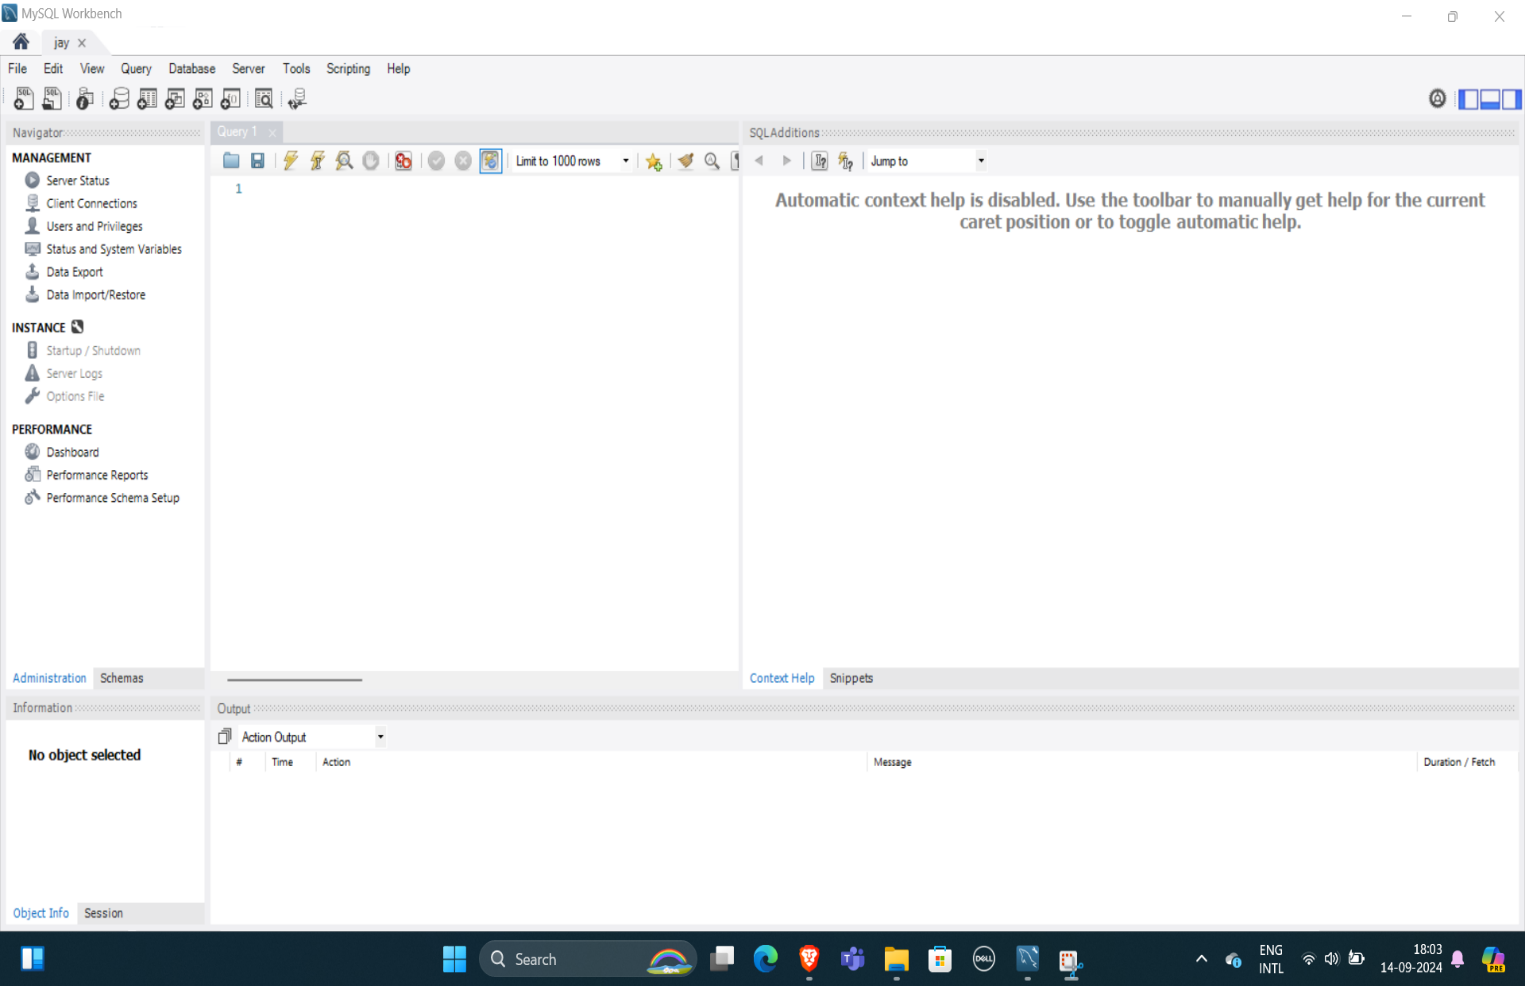 MySQL Workbench
jay
File Edit View Query Database Server Tools Scripting Help
Navigator
MANAGEMENT
Server Status
Client Connections
Users and Privileges
Status and System Variables
Data Export
Data Import/Restore
INSTANCE
Startup / Shutdown
Server Logs
Options File
PERFORMANCE
Dashboard
Performance Reports
Performance Schema Setup
Administration Schemas
Information
No object selected
Object Info Session
Query 1
Limit to 1000 rows
1
SQLAdditions
Jump to
Automatic context help is disabled. Use the toolbar to manually get help for the current
caret position or to toggle automatic help.
Context Help Snippets
Output
Action Output
# Time Action Message Duration / Fetch
Search
DELL
ENG
INTL
18:03
14-09-2024
PRE